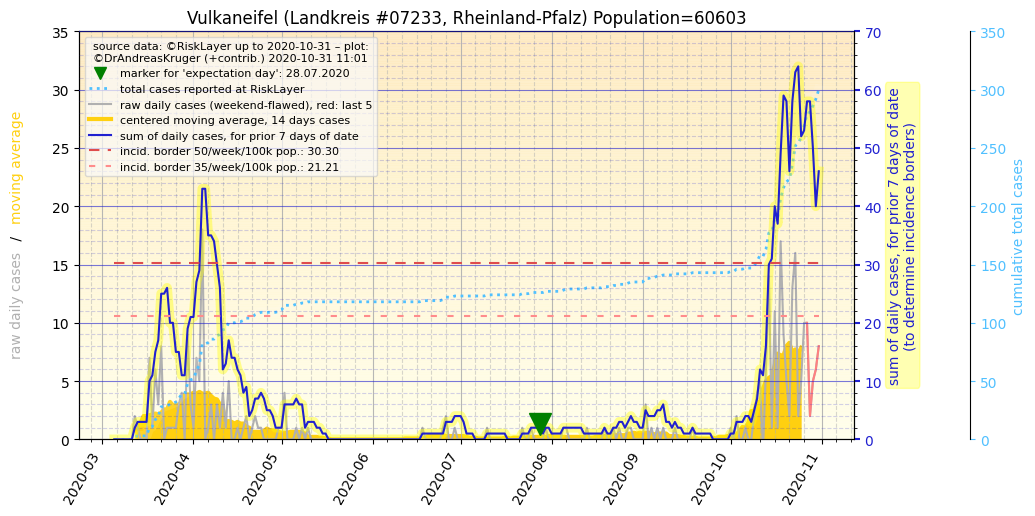 Vulkaneifel (Landkreis #07233, Rheinland-Pfalz) Population=60603
source data: ©RiskLayer up to 2020-10-31 – plot:
©DrAndreasKruger (+contrib.) 2020-10-31 11:01
marker for 'expectation day': 28.07.2020
total cases reported at RiskLayer
raw daily cases (weekend-flawed), red: last 5
centered moving average, 14 days cases
sum of daily cases, for prior 7 days of date
incid. border 50/week/100k pop.: 30.30
incid. border 35/week/100k pop.: 21.21
raw daily cases / moving average
35
30
25
20
15
10
5
0
2020-03
2020-04
2020-05
2020-06
2020-07
2020-08
2020-09
2020-10
2020-11
70
60
50
40
30
20
10
0
sum of daily cases, for prior 7 days of date
(to determine incidence borders)
350
300
250
200
150
100
50
0
cumulative total cases